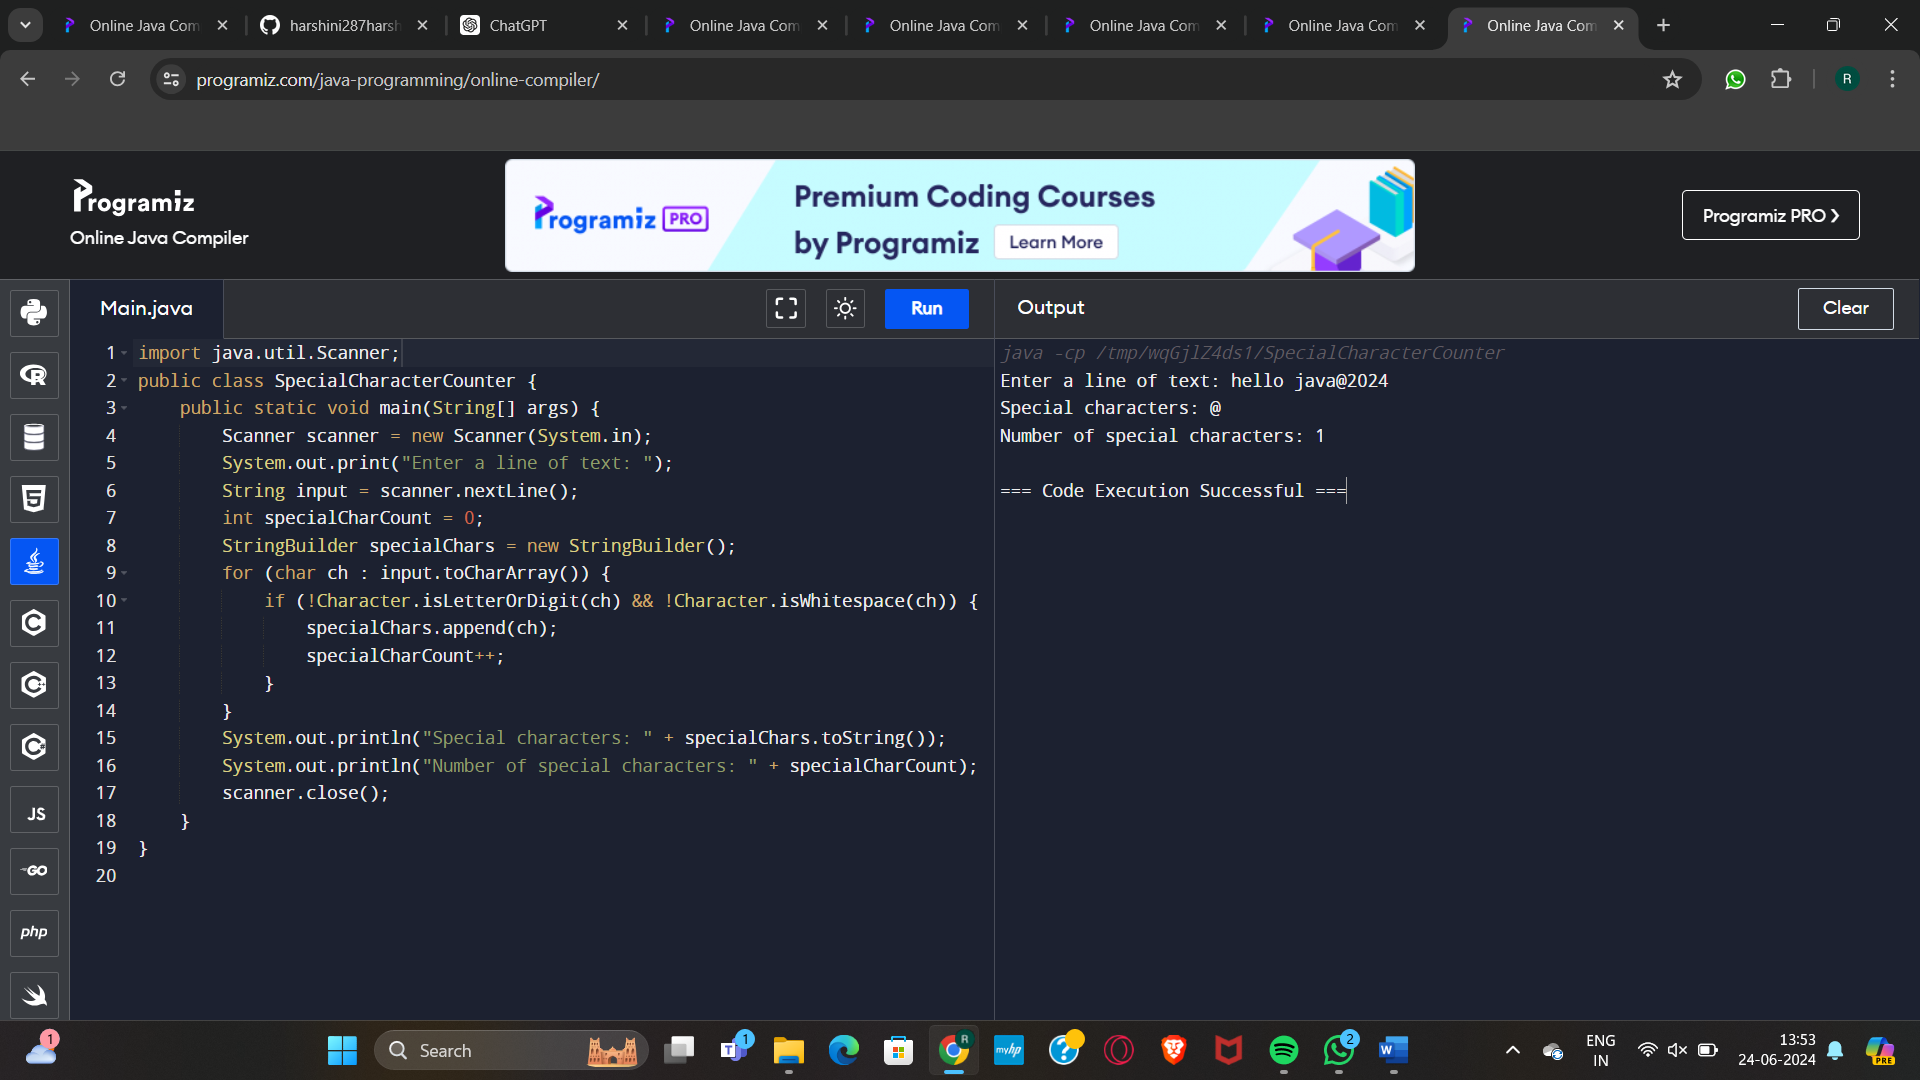 Online Java Com
harshini287harsh
ChatGPT
Online Java Com
Online Java Com
Online Java Com
Online Java Com
Online Java Com
programiz.com/java-programming/online-compiler/
R
Programiz
Online Java Compiler
Programiz PRO
Premium Coding Courses
by Programiz
Learn More
Programiz PRO ❯
Main.java
Run
Output
Clear
1 import java.util.Scanner;
2 public class SpecialCharacterCounter {
3     public static void main(String[] args) {
4         Scanner scanner = new Scanner(System.in);
5         System.out.print("Enter a line of text: ");
6         String input = scanner.nextLine();
7         int specialCharCount = 0;
8         StringBuilder specialChars = new StringBuilder();
9         for (char ch : input.toCharArray()) {
10             if (!Character.isLetterOrDigit(ch) && !Character.isWhitespace(ch)) {
11                 specialChars.append(ch);
12                 specialCharCount++;
13             }
14         }
15         System.out.println("Special characters: " + specialChars.toString());
16         System.out.println("Number of special characters: " + specialCharCount);
17         scanner.close();
18     }
19 }
20
java -cp /tmp/wqGjlZ4ds1/SpecialCharacterCounter
Enter a line of text: hello java@2024
Special characters: @
Number of special characters: 1
=== Code Execution Successful ===
JS
GO
php
1
Search
1
R
myhp
2
W
ENG
IN
13:53
24-06-2024
PRE